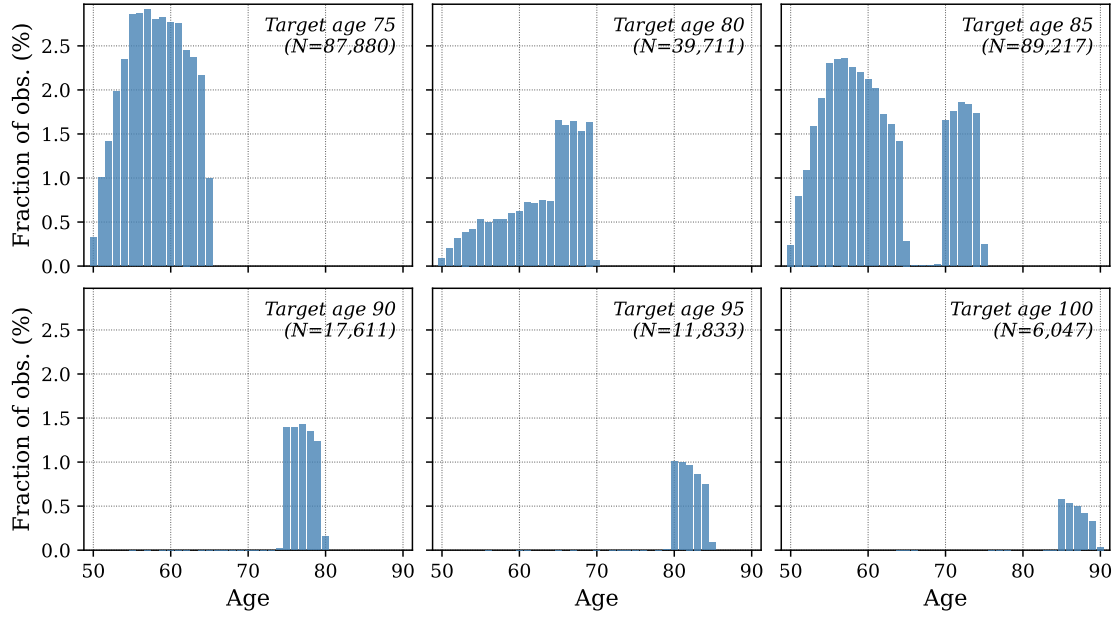 Target age 75
(N=87,880)
Target age 80
(N=39,711)
Target age 85
(N=89,217)
Fraction of obs. (%)
2.5
2.0
1.5
1.0
0.5
0.0
Target age 90
(N=17,611)
Target age 95
(N=11,833)
Target age 100
(N=6,047)
Fraction of obs. (%)
2.5
2.0
1.5
1.0
0.5
0.0
50 60 70 80 90
50 60 70 80 90
50 60 70 80 90
Age
Age
Age